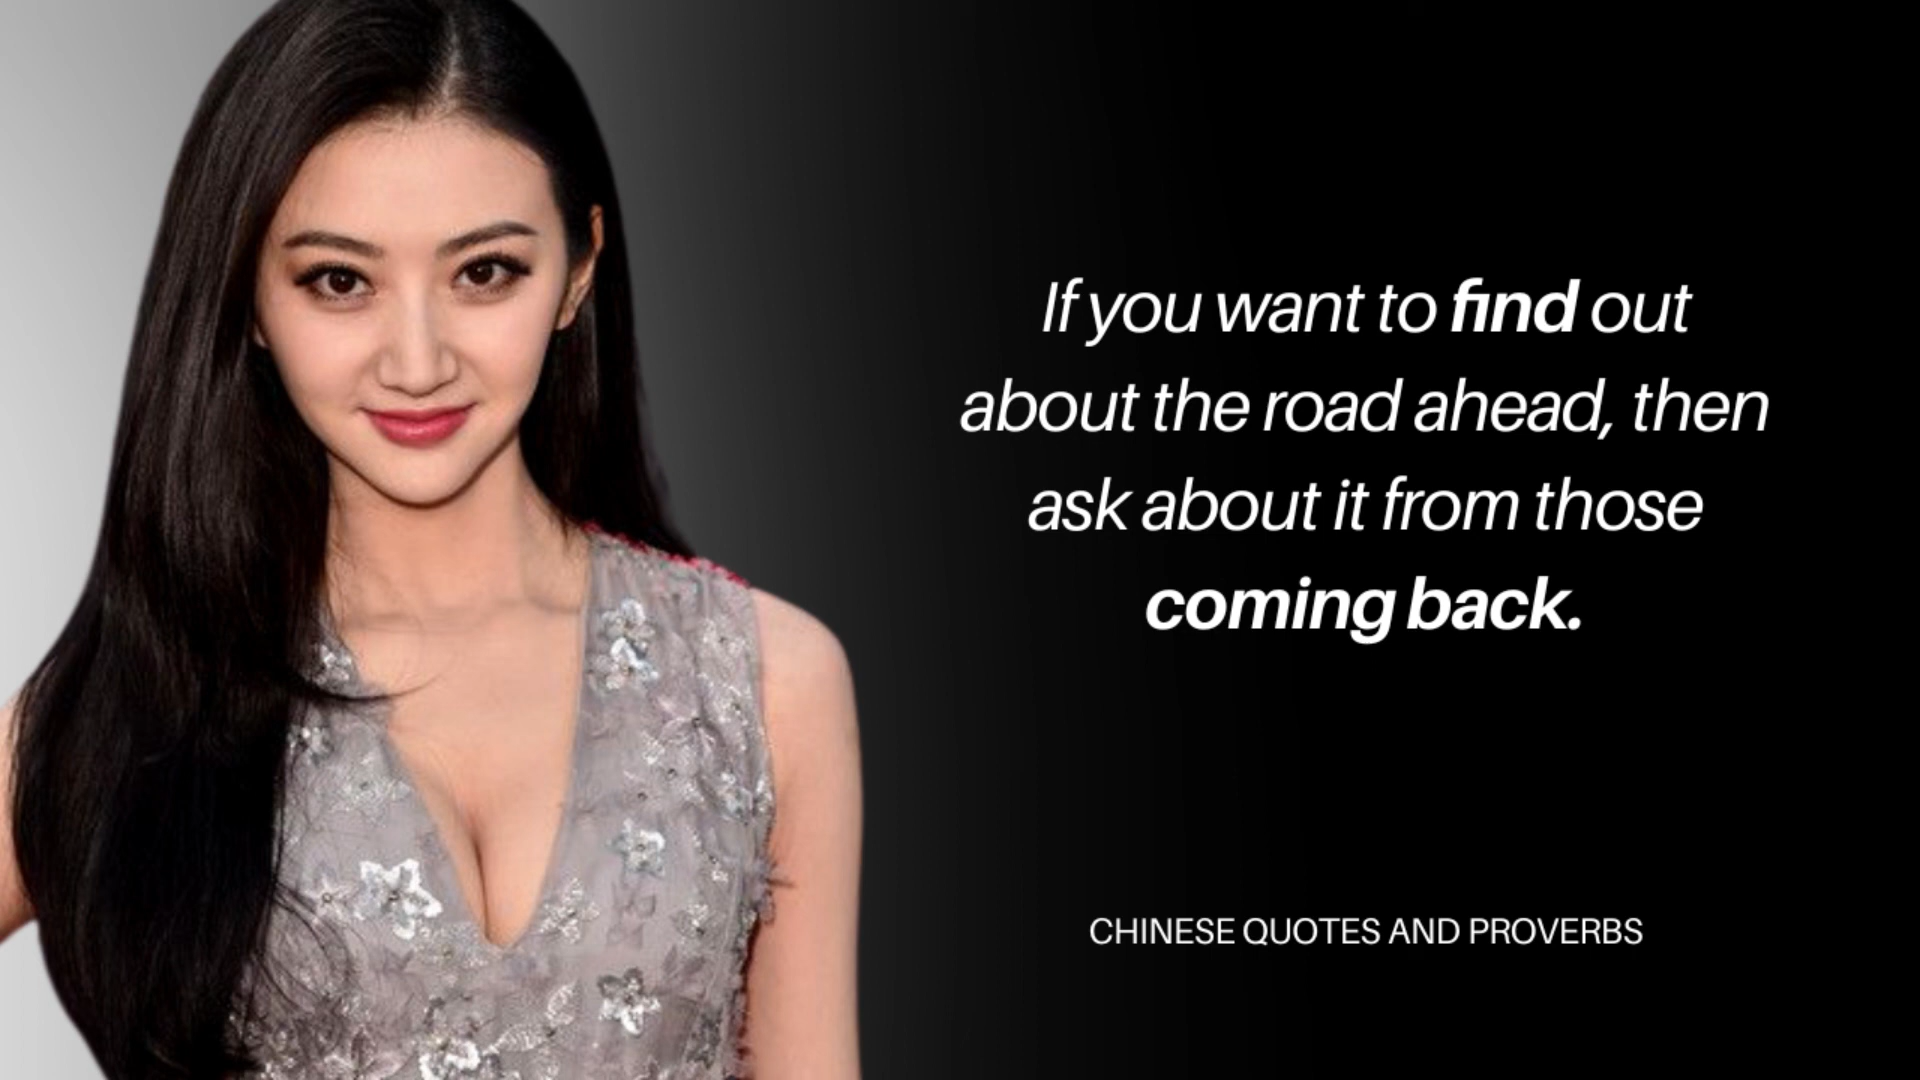 If you want to find out
about the road ahead, then
ask about it from those
coming back.
CHINESE QUOTES AND PROVERBS